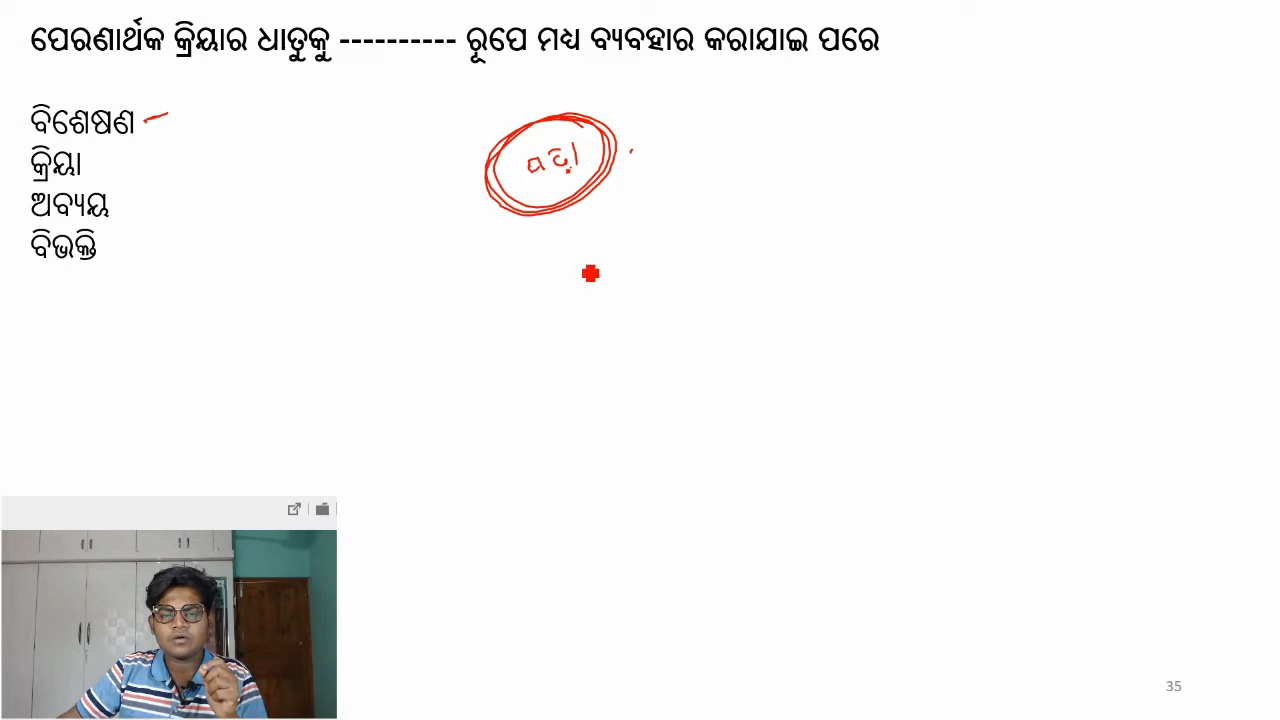 ପେରଣାର୍ଥକ କ୍ରିୟାର ଧାତୁକୁ ---------- ରୂପେ ମଧ୍ୟ ବ୍ୟବହାର କରାଯାଇ ପରେ
ବିଶେଷଣ
କ୍ରିୟା
ଅବ୍ୟୟ
ବିଭକ୍ତି
ପଢ଼ା
35